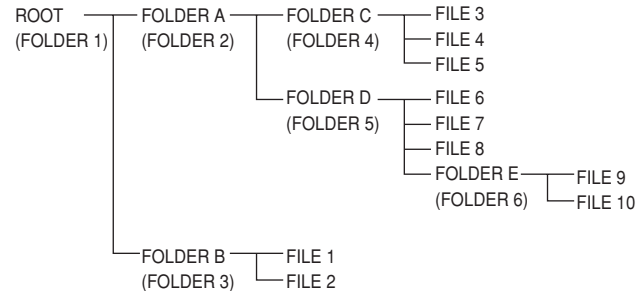 ROOT FOLDER A FOLDER C FILE 3
(FOLDER 1) (FOLDER 2) (FOLDER 4) FILE 4
FILE 5
FOLDER D FILE 6
(FOLDER 5) FILE 7
FILE 8
FOLDER E FILE 9
(FOLDER 6) FILE 10
FOLDER B FILE 1
(FOLDER 3) FILE 2